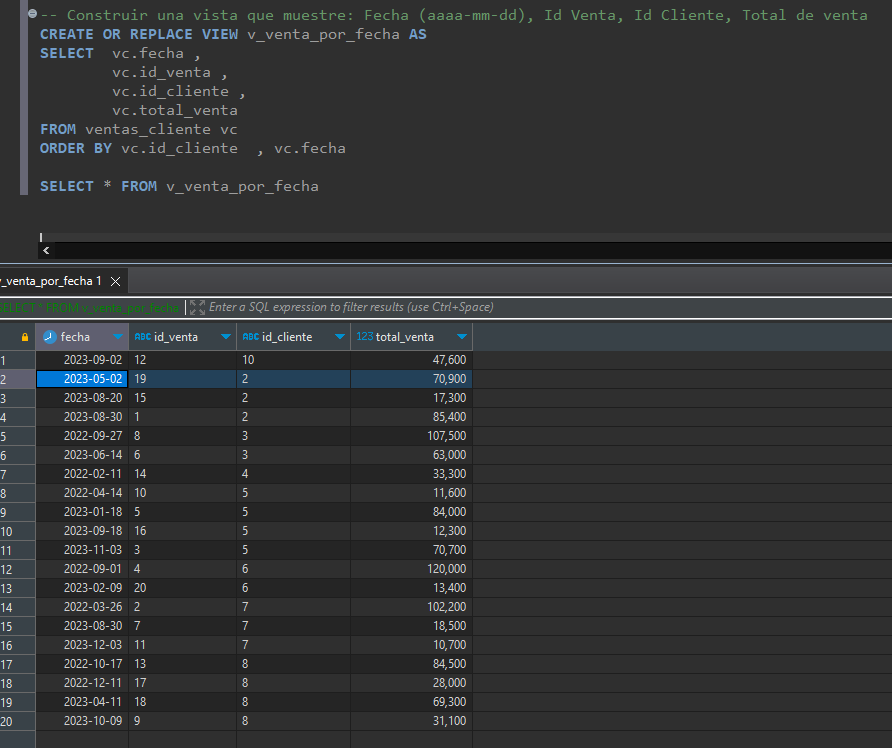 -- Construir una vista que muestre: Fecha (aaaa-mm-dd), Id Venta, Id Cliente, Total de venta
CREATE OR REPLACE VIEW v_venta_por_fecha AS
SELECT vc.fecha ,
vc.id_venta ,
vc.id_cliente ,
vc.total_venta
FROM ventas_cliente vc
ORDER BY vc.id_cliente , vc.fecha
SELECT * FROM v_venta_por_fecha
v_venta_por_fecha 1
SELECT * FROM v_venta_por_fecha Enter a SQL expression to filter results (use Ctrl+Space)
fecha ABC id_venta ABC id_cliente 123 total_venta
1 2023-09-02 12 10 47,600
2 2023-05-02 19 2 70,900
3 2023-08-20 15 2 17,300
4 2023-08-30 1 2 85,400
5 2022-09-27 8 3 107,500
6 2023-06-14 6 3 63,000
7 2022-02-11 14 4 33,300
8 2022-04-14 10 5 11,600
9 2023-01-18 5 5 84,000
10 2023-09-18 16 5 12,300
11 2023-11-03 3 5 70,700
12 2022-09-01 4 6 120,000
13 2023-02-09 20 6 13,400
14 2022-03-26 2 7 102,200
15 2023-08-30 7 7 18,500
16 2023-12-03 11 7 10,700
17 2022-10-17 13 8 84,500
18 2022-12-11 17 8 28,000
19 2023-04-11 18 8 69,300
20 2023-10-09 9 8 31,100